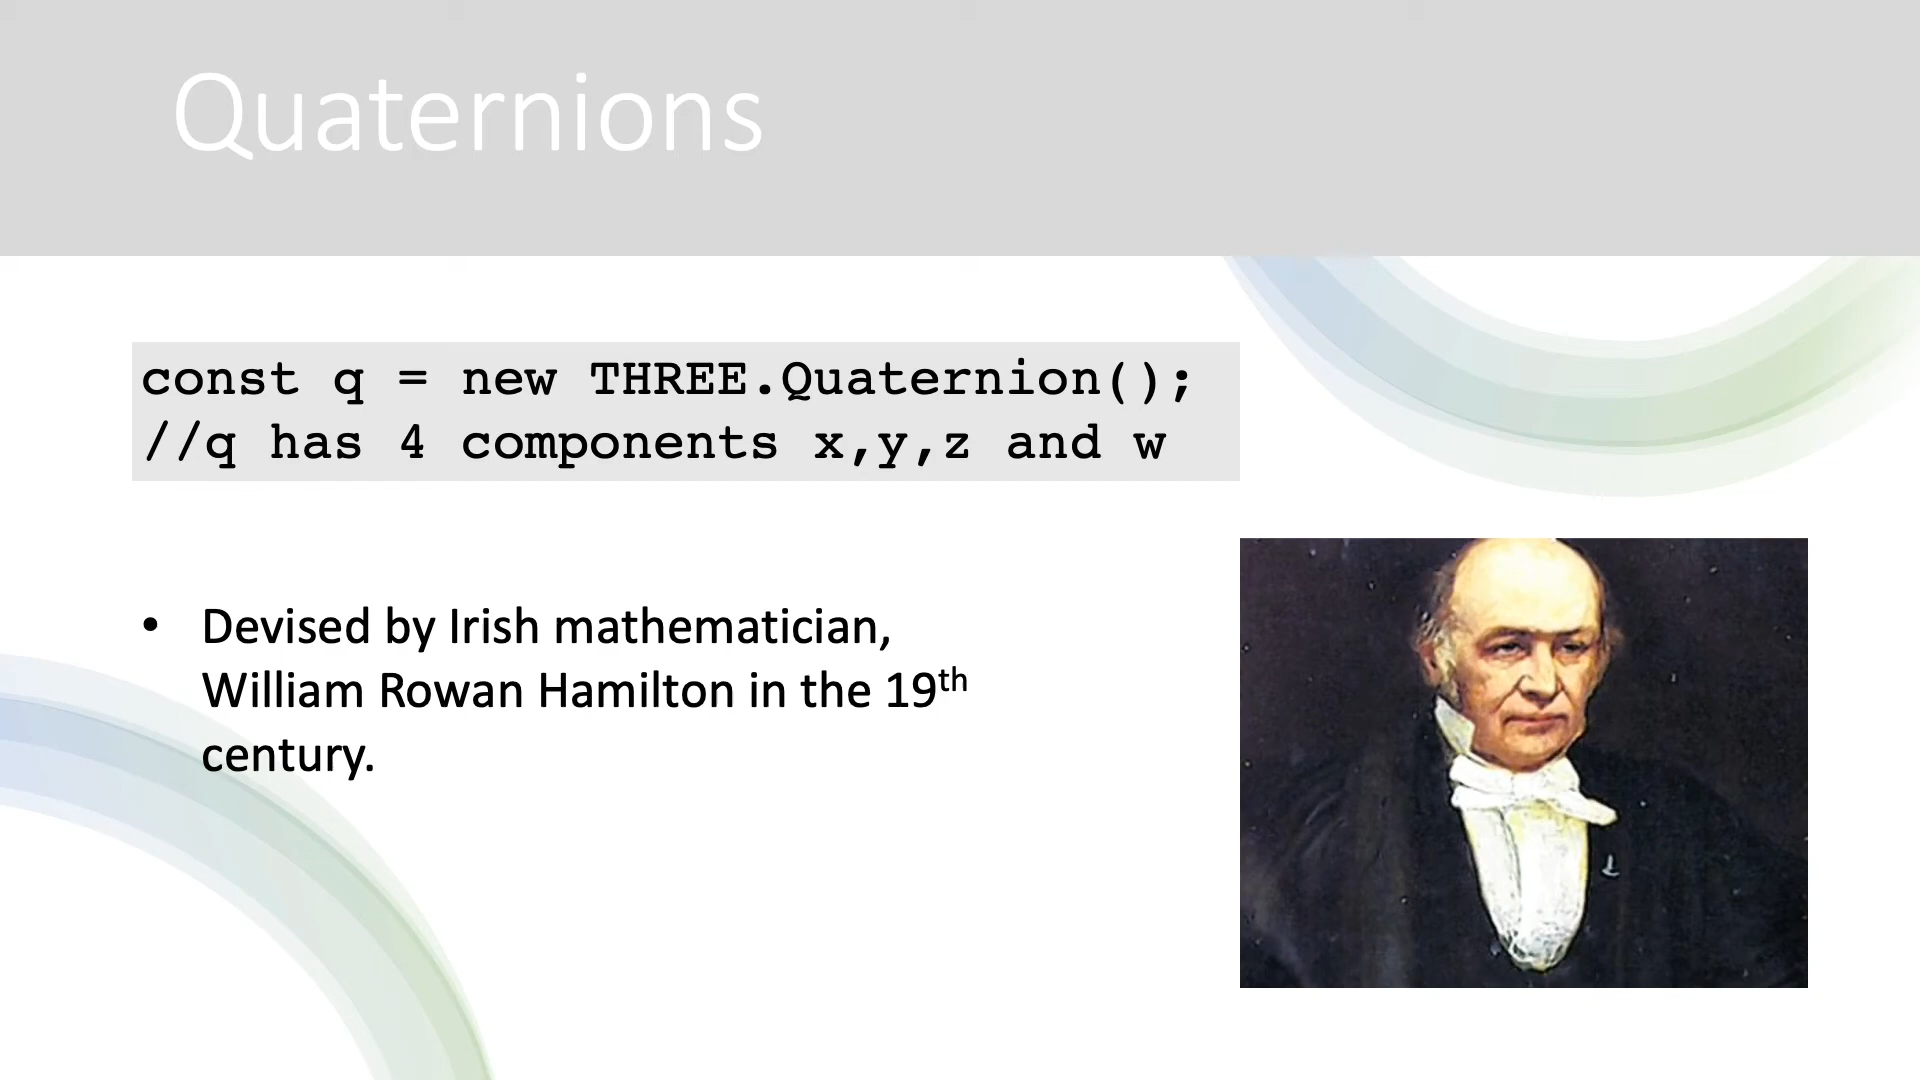 Quaternions
const q = new THREE.Quaternion();
//q has 4 components x,y,z and w
• Devised by Irish mathematician,
William Rowan Hamilton in the 19th
century.